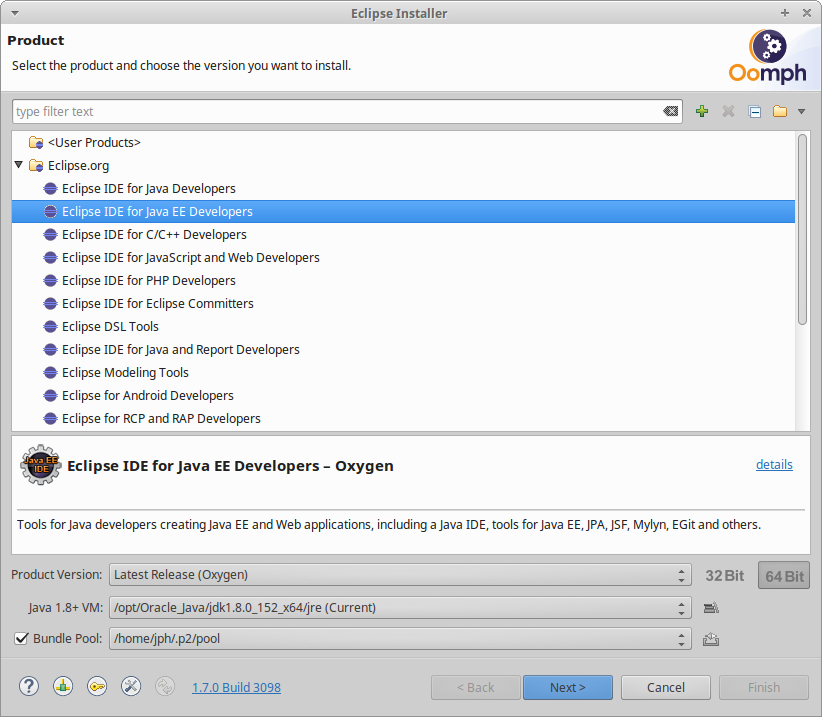 Eclipse Installer
Product
Select the product and choose the version you want to install.
Oomph
type filter text
<User Products>
Eclipse.org
Eclipse IDE for Java Developers
Eclipse IDE for Java EE Developers
Eclipse IDE for C/C++ Developers
Eclipse IDE for JavaScript and Web Developers
Eclipse IDE for PHP Developers
Eclipse IDE for Eclipse Committers
Eclipse DSL Tools
Eclipse IDE for Java and Report Developers
Eclipse Modeling Tools
Eclipse for Android Developers
Eclipse for RCP and RAP Developers
Java EE
IDE
Eclipse IDE for Java EE Developers – Oxygen
details
Tools for Java developers creating Java EE and Web applications, including a Java IDE, tools for Java EE, JPA, JSF, Mylyn, EGit and others.
Product Version: Latest Release (Oxygen) 32 Bit 64 Bit
Java 1.8+ VM: /opt/Oracle_Java/jdk1.8.0_152_x64/jre (Current)
Bundle Pool: /home/jph/.p2/pool
? 1.7.0 Build 3098 < Back Next > Cancel Finish